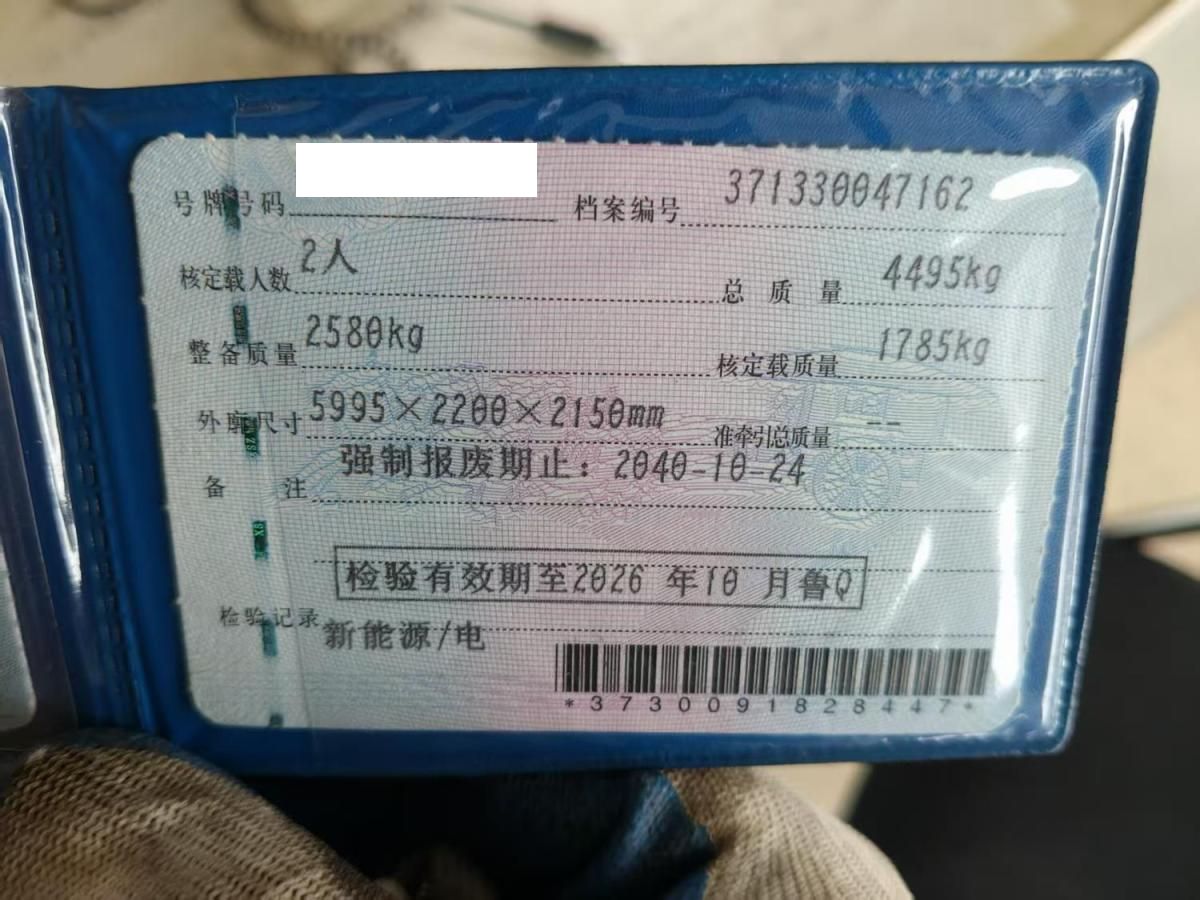 号牌号码 档案编号 371330047162
核定载人数 2人 总质量 4495kg
整备质量 2580kg 核定载质量 1785kg
外廓尺寸 5995×2200×2150mm 准牵引总质量 --
备注 强制报废期止：2040-10-24
检验有效期至2026 年10 月鲁Q
检验记录 新能源/电
*3730091828447*